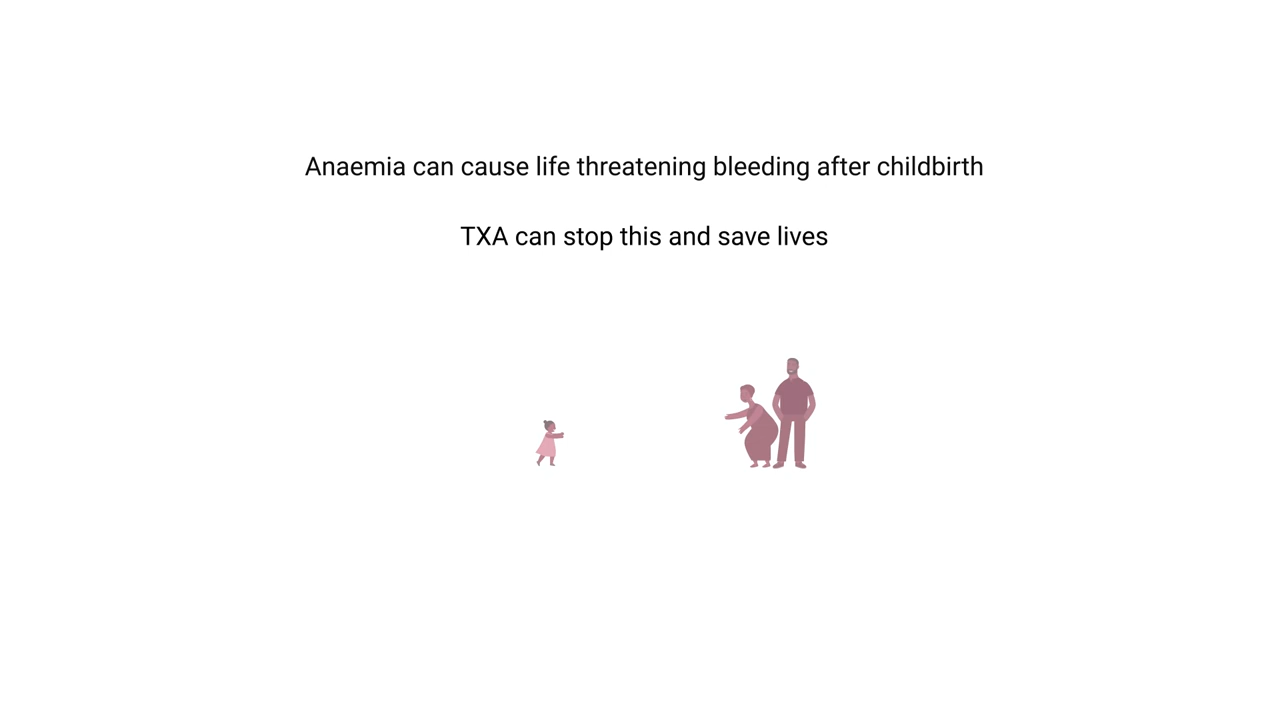 Anaemia can cause life threatening bleeding after childbirth
TXA can stop this and save lives